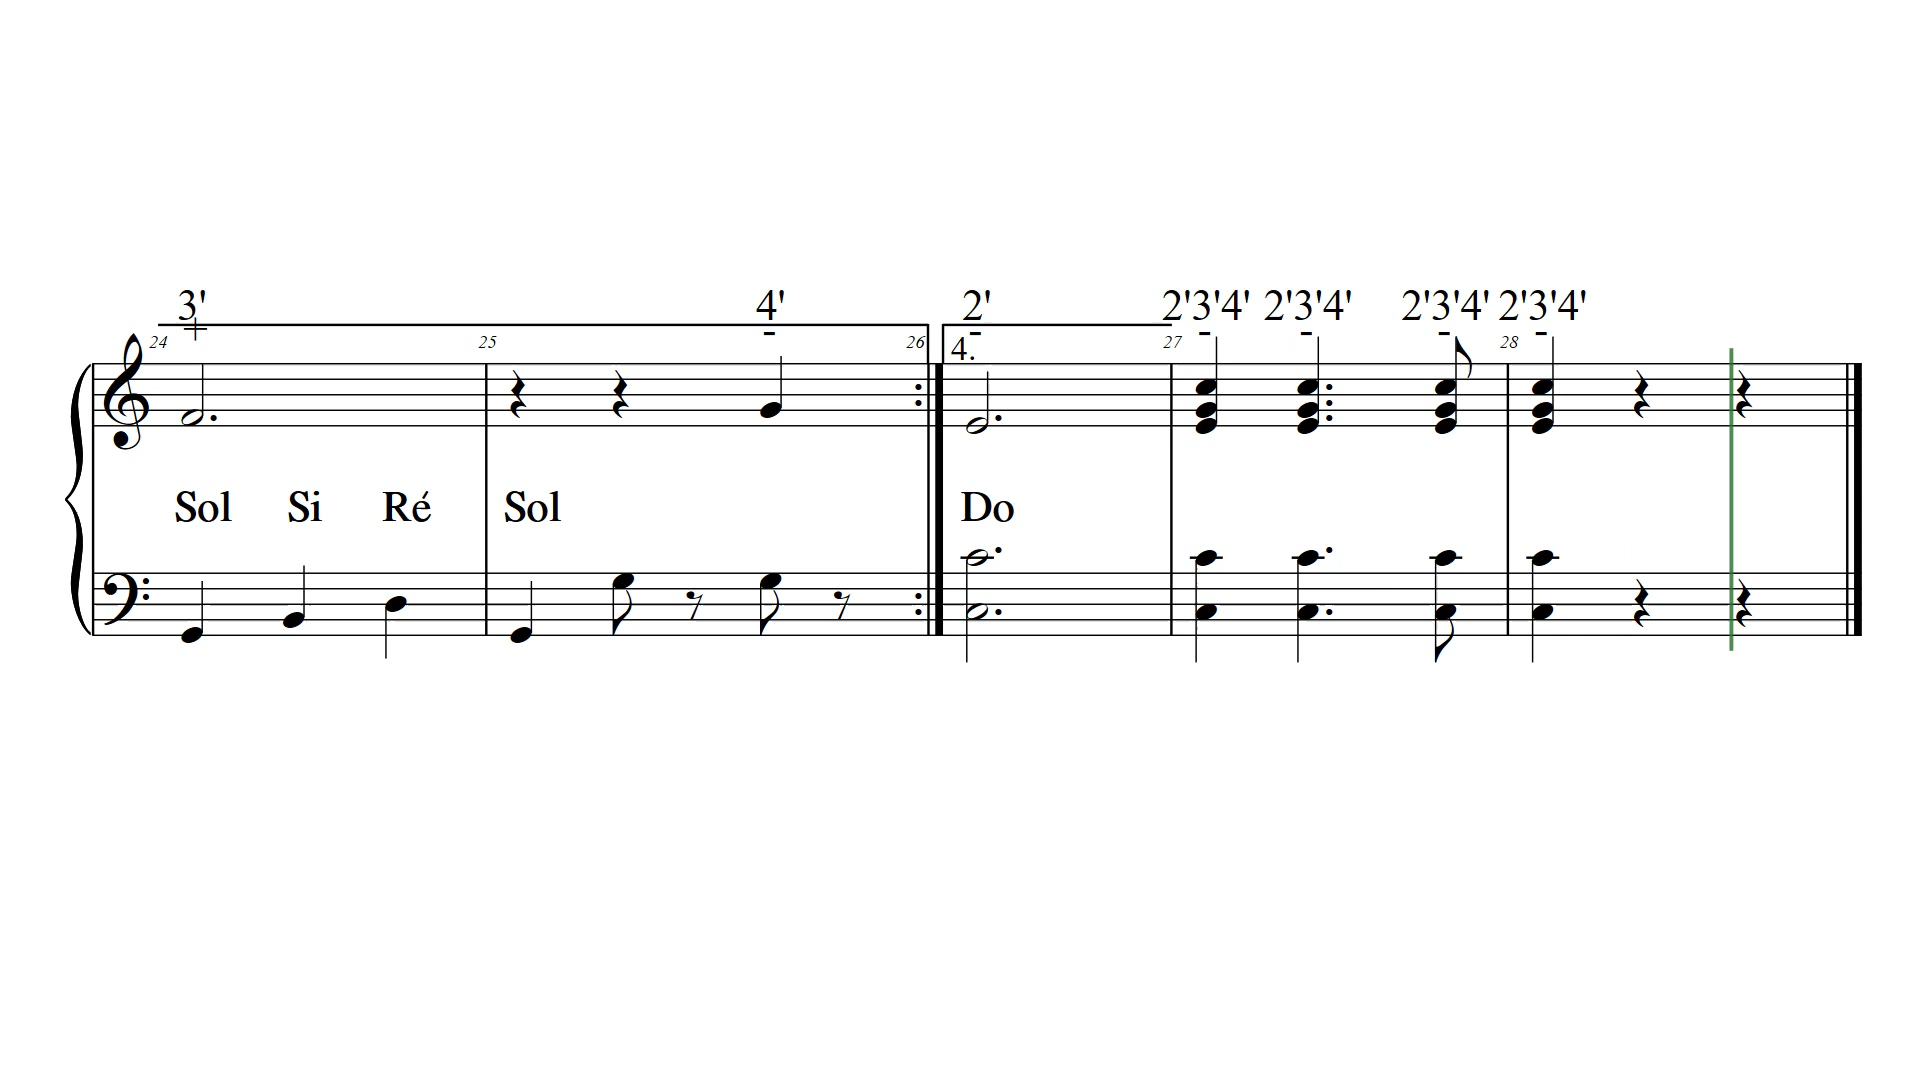 3' 4' 2' 2'3'4' 2'3'4' 2'3'4' 2'3'4'
+ - - - - - -
24 25 26 4. 27 28
Sol Si Ré Sol Do